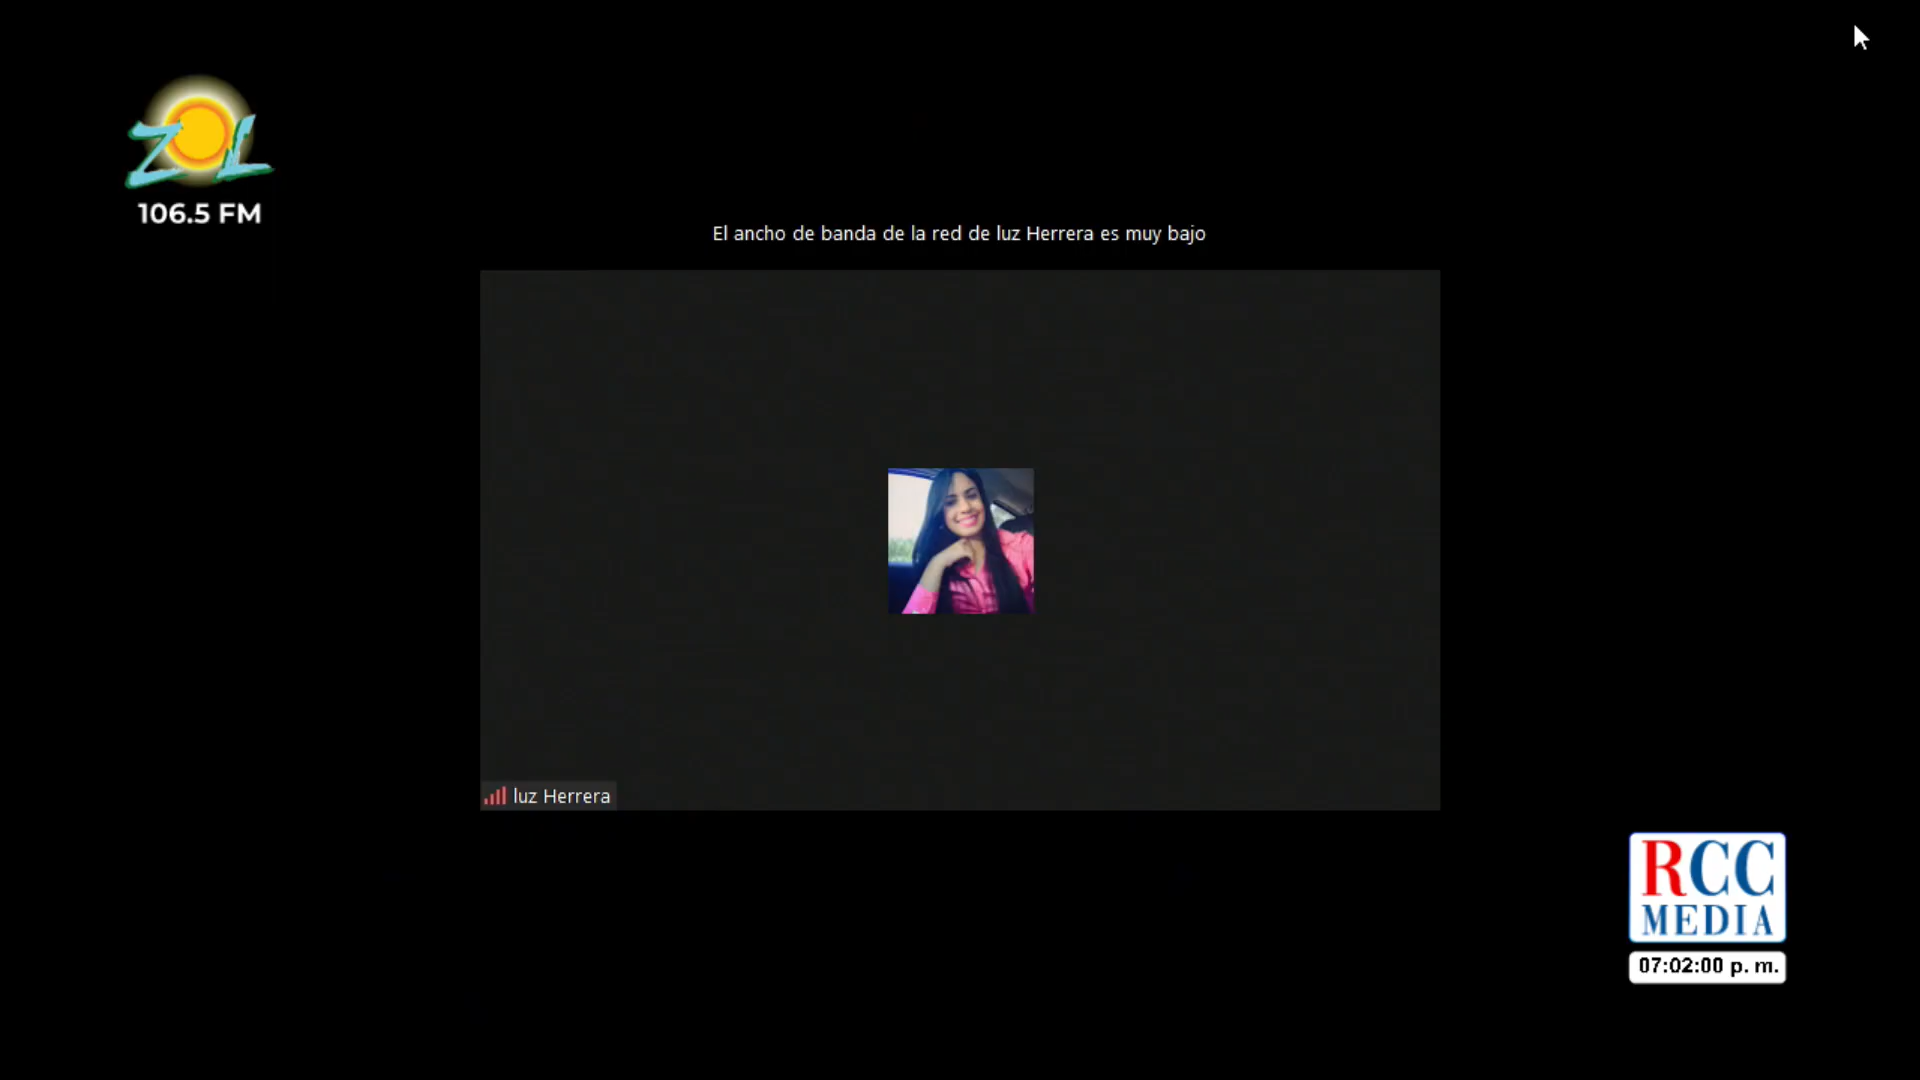 ZOL
106.5 FM
El ancho de banda de la red de luz Herrera es muy bajo
luz Herrera
RCC
MEDIA
07:02:00 p. m.